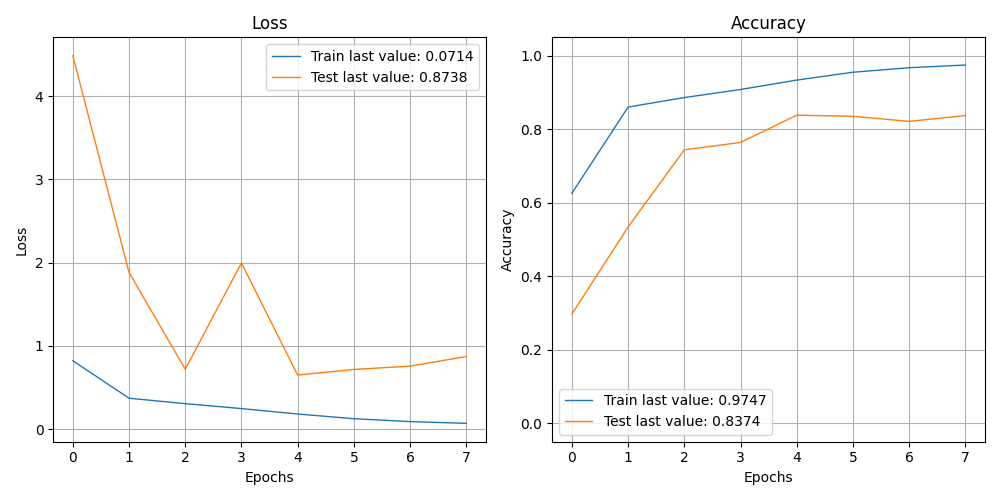 Loss
Train last value: 0.0714
Test last value: 0.8738
4
3
2
1
0
Loss
0 1 2 3 4 5 6 7
Epochs
Accuracy
1.0
0.8
0.6
0.4
0.2
0.0
Accuracy
Train last value: 0.9747
Test last value: 0.8374
0 1 2 3 4 5 6 7
Epochs